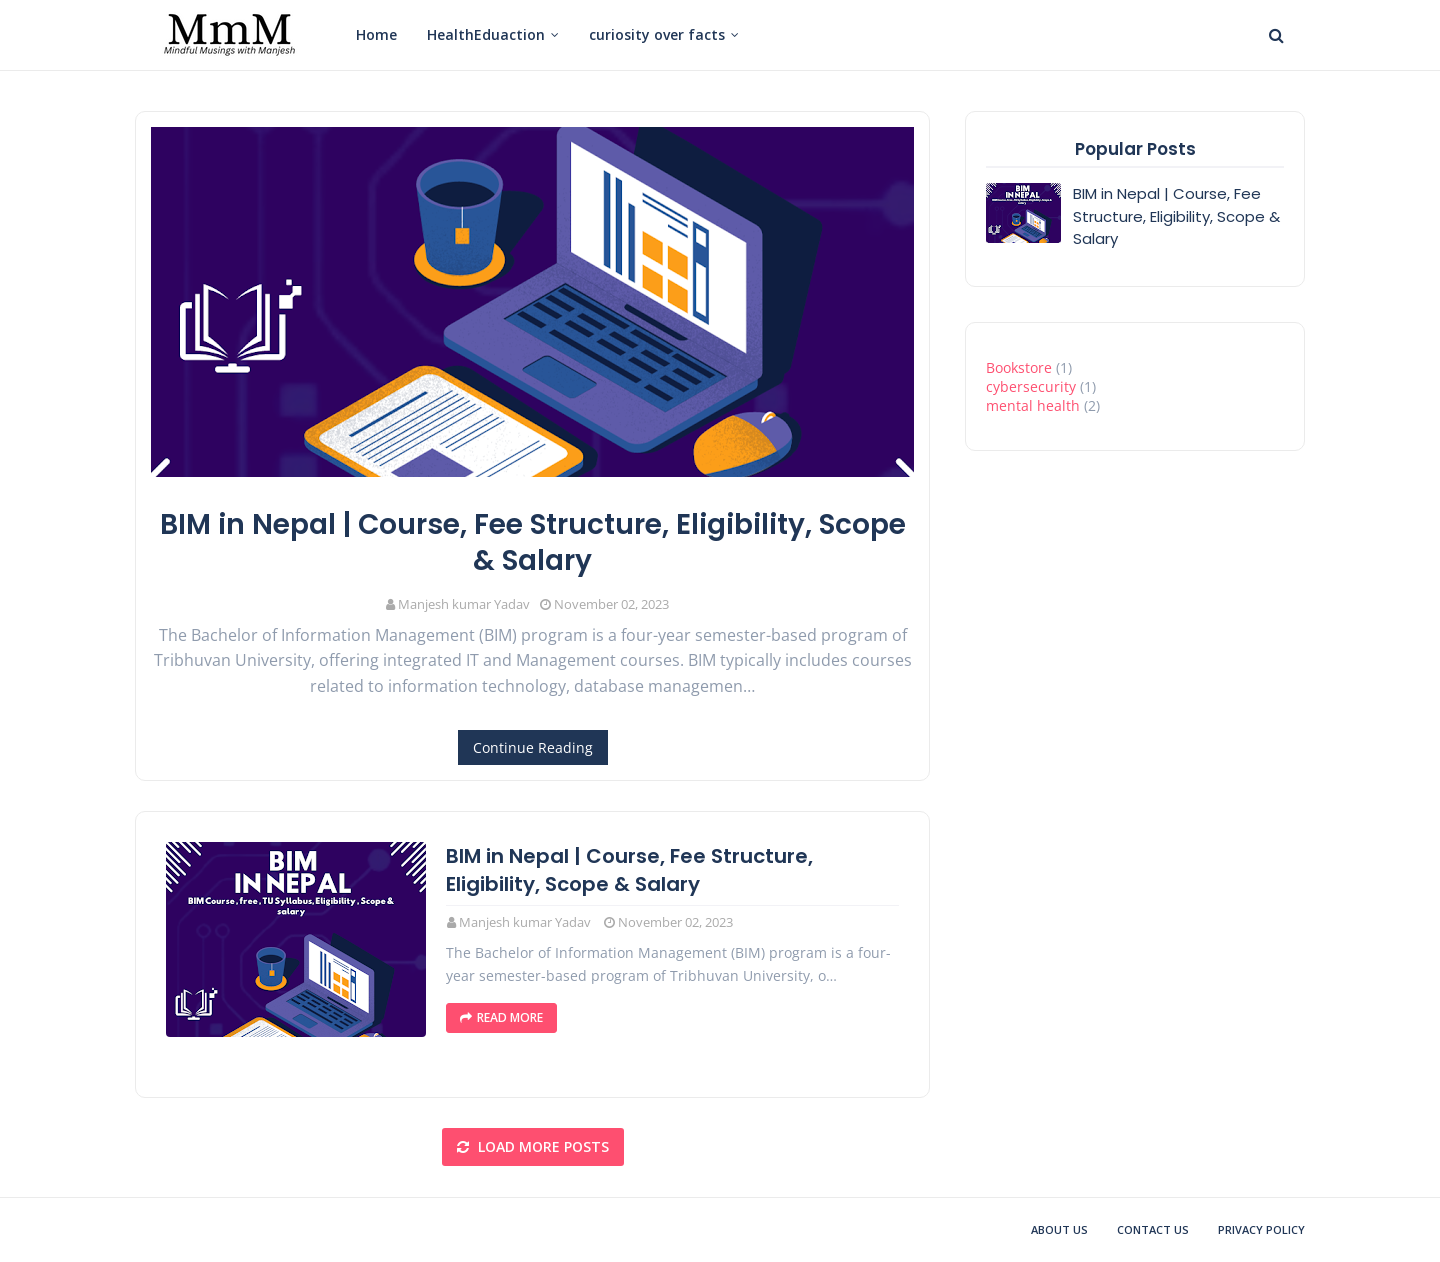 MmM
Mindful Musings with Manjesh
Home
HealthEduaction
curiosity over facts
BIM in Nepal | Course, Fee Structure, Eligibility, Scope
& Salary
Manjesh kumar Yadav November 02, 2023
The Bachelor of Information Management (BIM) program is a four-year semester-based program of
Tribhuvan University, offering integrated IT and Management courses. BIM typically includes courses
related to information technology, database managemen...
Continue Reading
BIM
IN NEPAL
BIM Course , free , TU Syllabus, Eligibility , Scope &
salary
BIM in Nepal | Course, Fee Structure,
Eligibility, Scope & Salary
Manjesh kumar Yadav November 02, 2023
The Bachelor of Information Management (BIM) program is a four-
year semester-based program of Tribhuvan University, o...
READ MORE
LOAD MORE POSTS
Popular Posts
BIM
IN NEPAL
BIM in Nepal | Course, Fee
Structure, Eligibility, Scope &
Salary
Bookstore (1)
cybersecurity (1)
mental health (2)
ABOUT US
CONTACT US
PRIVACY POLICY